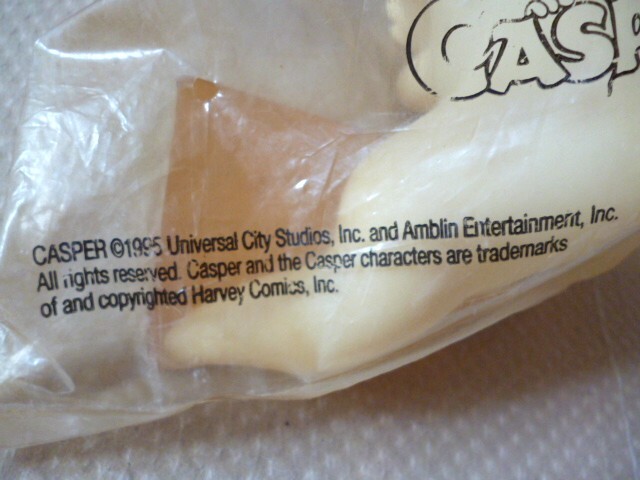 CASPER
CASPER ©1995 Universal City Studios, Inc. and Amblin Entertainment, Inc.
All rights reserved. Casper and the Casper characters are trademarks
of and copyrighted Harvey Comics, Inc.